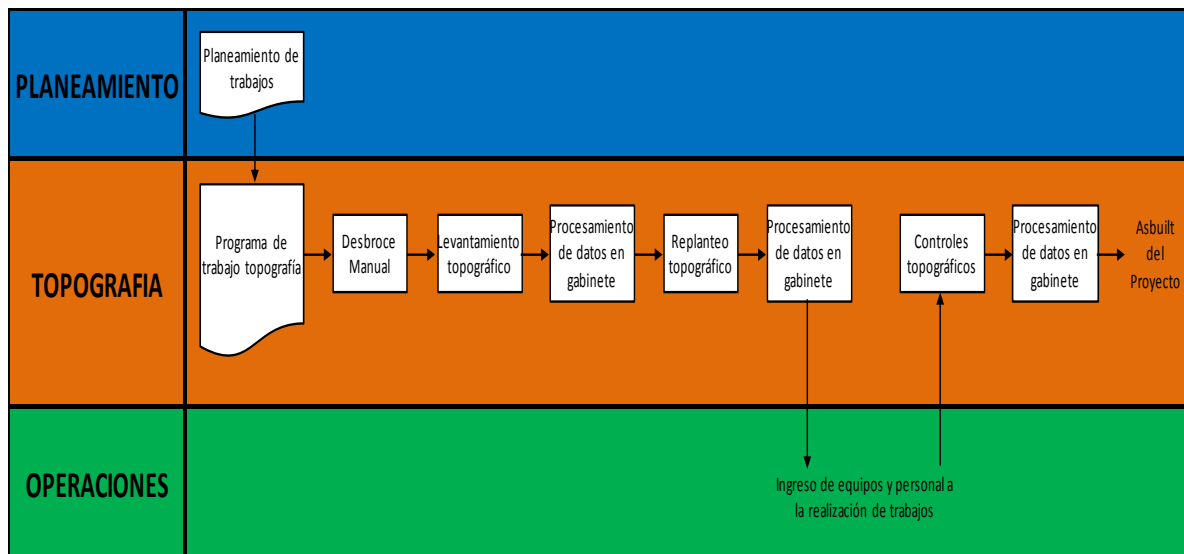 PLANEAMIENTO
Planeamiento de
trabajos
TOPOGRAFIA
Programa de
trabajo topografía
Desbroce
Manual
Levantamiento
topográfico
Procesamiento
de datos en
gabinete
Replanteo
topográfico
Procesamiento
de datos en
gabinete
Controles
topográficos
Procesamiento
de datos en
gabinete
Asbuilt
del
Proyecto
OPERACIONES
Ingreso de equipos y personal a
la realización de trabajos